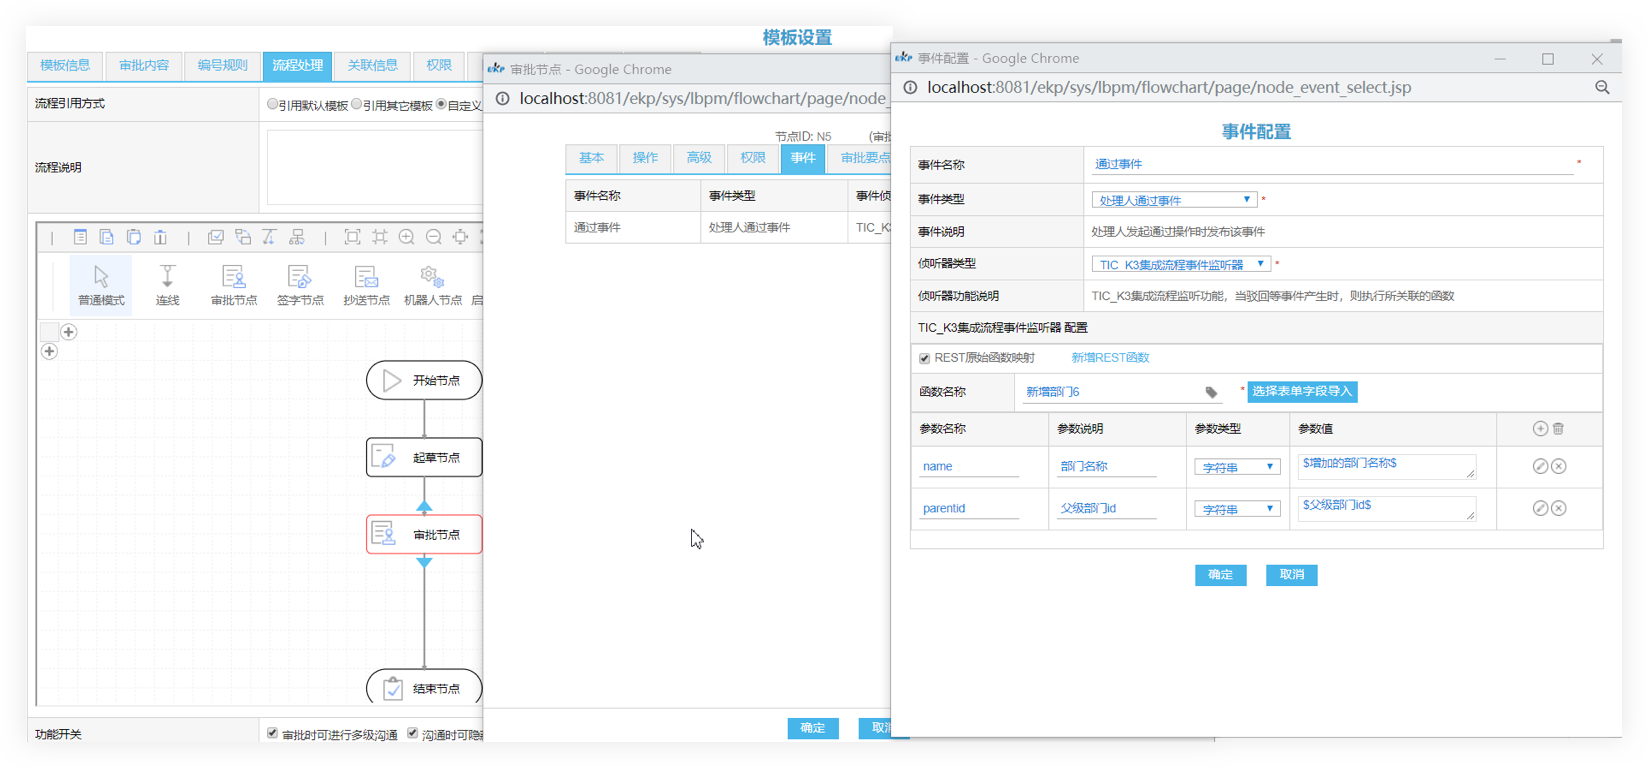 模板设置
模板信息 审批内容 编号规则 流程处理 关联信息 权限
流程引用方式 引用默认模板 引用其它模板 自定义
流程说明
普通模式 连线 审批节点 签字节点 抄送节点 机器人节点 启
开始节点
起草节点
审批节点
结束节点
功能开关 审批时可进行多级沟通 沟通时可隐
EKP 审批节点 - Google Chrome
localhost:8081/ekp/sys/lbpm/flowchart/page/node_
节点ID: N5 (审批
基本 操作 高级 权限 事件 审批要点
事件名称 事件类型 事件侦
通过事件 处理人通过事件 TIC_K
确定 取消
EKP 事件配置 - Google Chrome
localhost:8081/ekp/sys/lbpm/flowchart/page/node_event_select.jsp
事件配置
事件名称 通过事件 *
事件类型 处理人通过事件 *
事件说明 处理人发起通过操作时发布该事件
侦听器类型 TIC_K3集成流程事件监听器 *
侦听器功能说明 TIC_K3集成流程监听功能，当驳回等事件产生时，则执行所关联的函数
TIC_K3集成流程事件监听器 配置
REST原始函数映射 新增REST函数
函数名称 新增部门6 * 选择表单字段导入
参数名称 参数说明 参数类型 参数值
name 部门名称 字符串 $增加的部门名称$
parentid 父级部门id 字符串 $父级部门id$
确定 取消